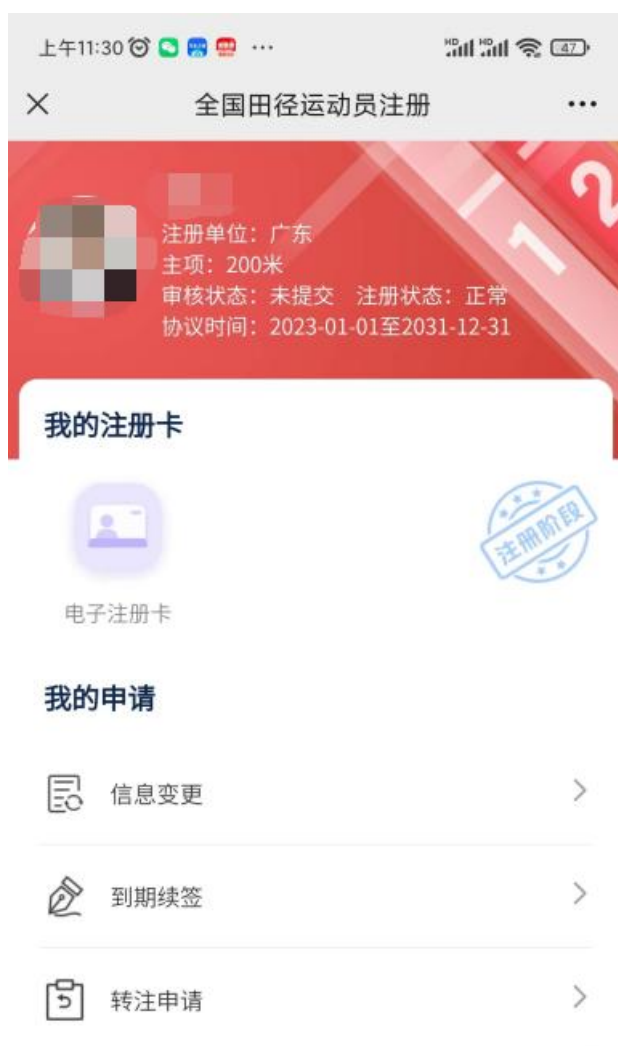 上午11:30
HD HD 47
全国田径运动员注册
注册单位：广东
主项：200米
审核状态：未提交 注册状态：正常
协议时间：2023-01-01至2031-12-31
1 2
我的注册卡
注册阶段
电子注册卡
我的申请
信息变更
到期续签
转注申请